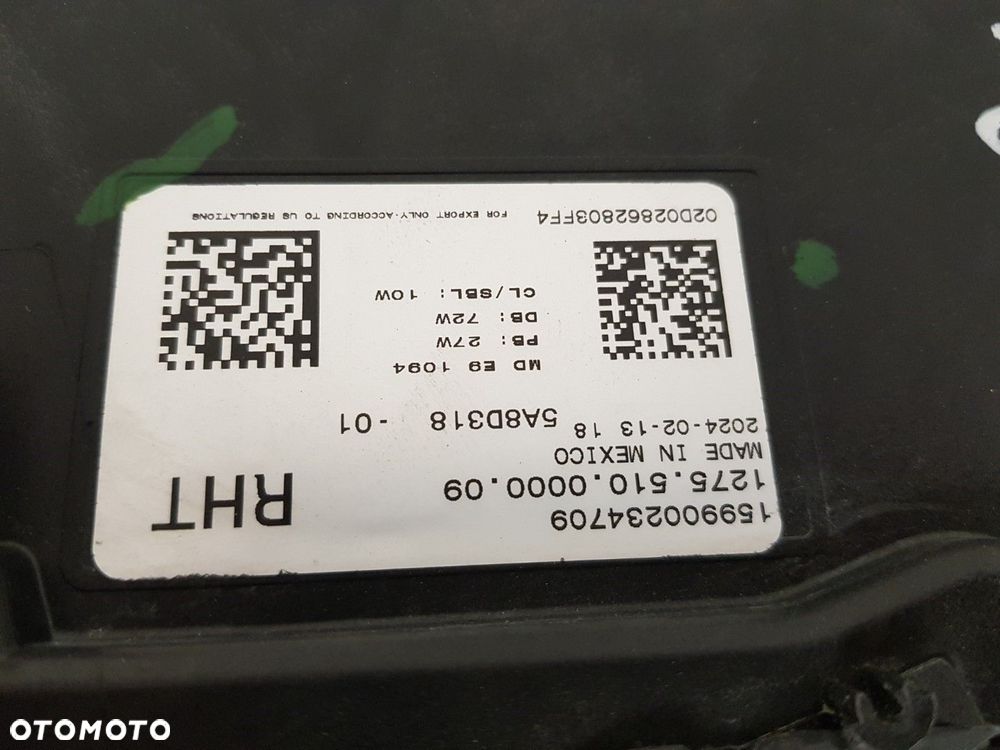 159900234709
1275.510.0000.09
MADE IN MEXICO
2024-02-13 18
RHT
5A8D318 -01
MD E9 1094
PB: 27W
DB: 72W
CL/SBL: 10W
02D02862803FF4
FOR EXPORT ONLY-ACCORDING TO US REGULATIONS
OTOMOTO